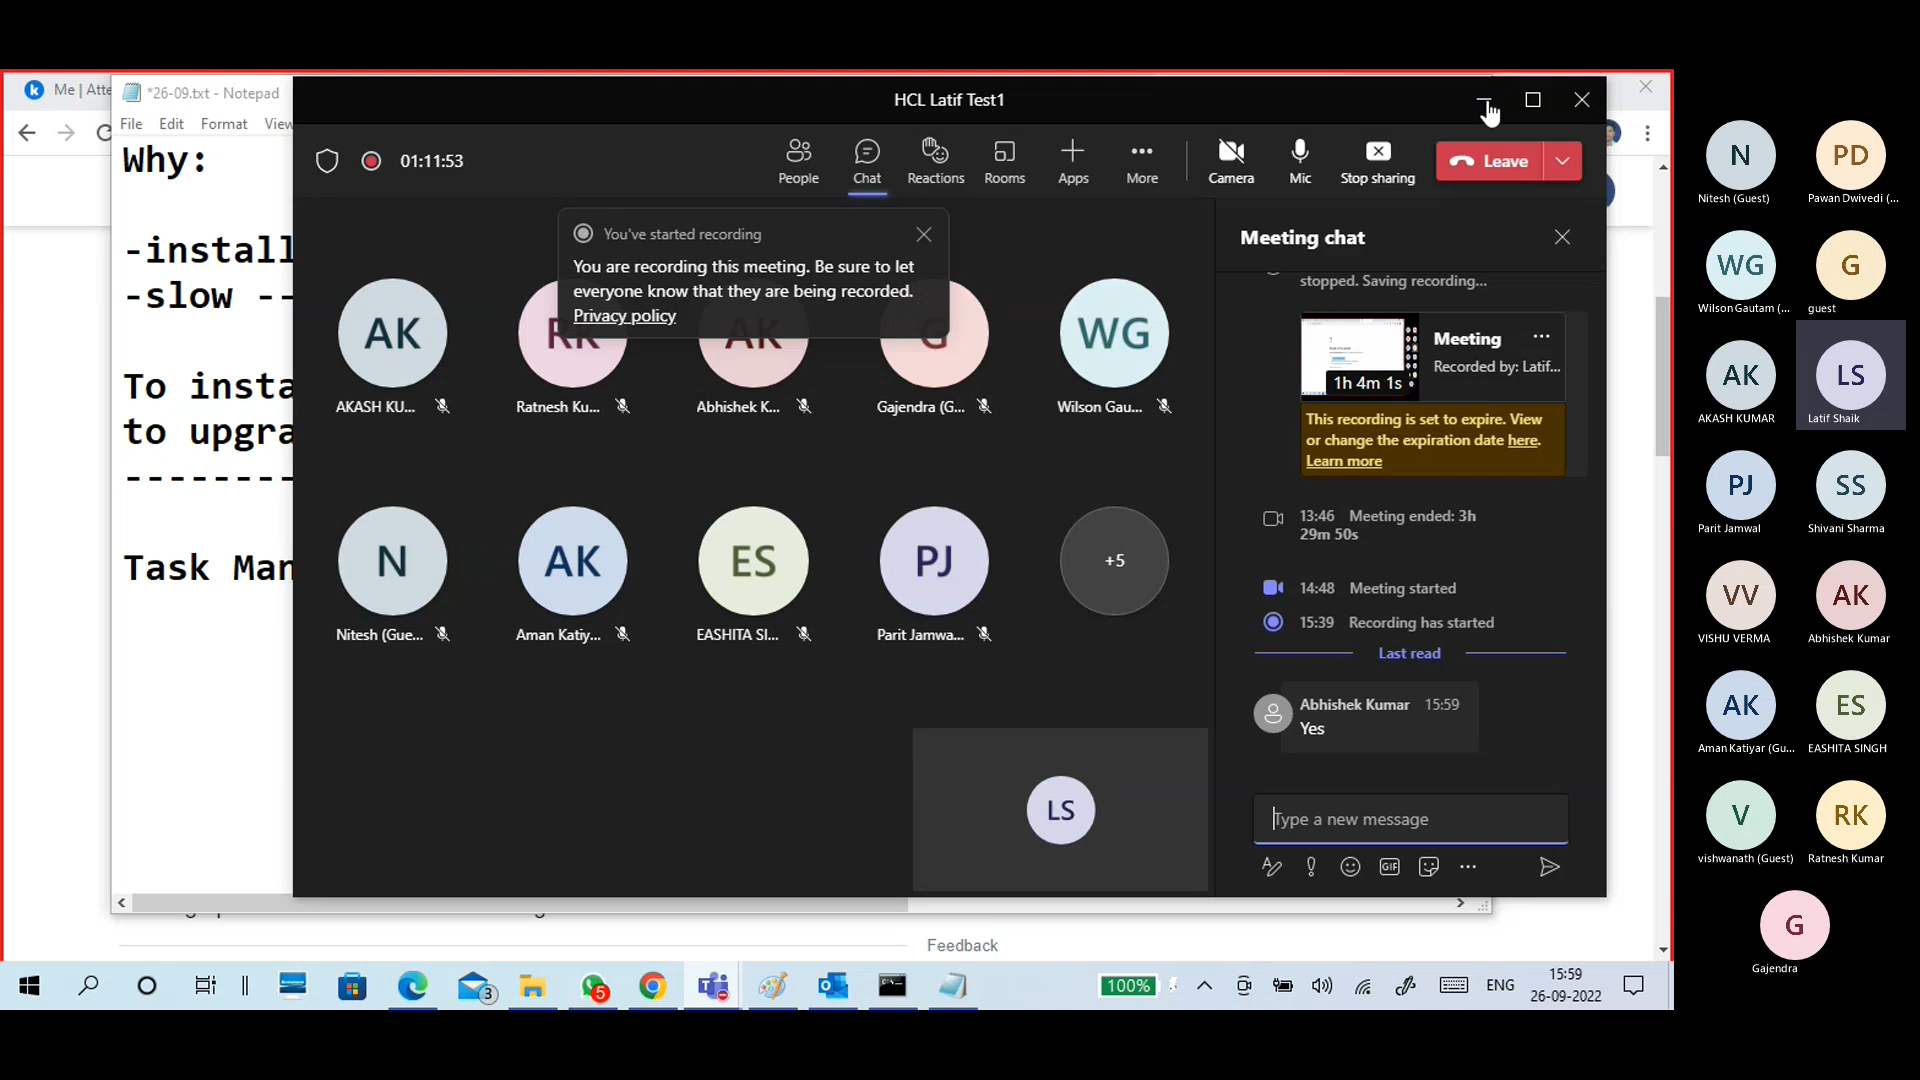 Me | Atte
*26-09.txt - Notepad
File Edit Format View
Why:
-install
-slow --
To insta
to upgra
---------
Task Man
HCL Latif Test1
01:11:53
People
Chat
Reactions
Rooms
Apps
More
Camera
Mic
Stop sharing
Leave
You've started recording
You are recording this meeting. Be sure to let
everyone know that they are being recorded.
Privacy policy
AK
RK
AK
G
WG
AKASH KU...
Ratnesh Ku...
Abhishek K...
Gajendra (G...
Wilson Gau...
N
AK
ES
PJ
+5
Nitesh (Gue...
Aman Katiy...
EASHITA SI...
Parit Jamwa...
LS
Meeting chat
stopped. Saving recording...
Meeting
1h 4m 1s
Recorded by: Latif...
This recording is set to expire. View
or change the expiration date here.
Learn more
13:46 Meeting ended: 3h
29m 50s
14:48 Meeting started
15:39 Recording has started
Last read
Abhishek Kumar 15:59
Yes
Type a new message
GIF
Feedback
3
5
100%
ENG
15:59
26-09-2022
N
Nitesh (Guest)
PD
Pawan Dwivedi (...
WG
Wilson Gautam (...
G
guest
AK
AKASH KUMAR
LS
Latif Shaik
PJ
Parit Jamwal
SS
Shivani Sharma
VV
VISHU VERMA
AK
Abhishek Kumar
AK
Aman Katiyar (Gu...
ES
EASHITA SINGH
V
vishwanath (Guest)
RK
Ratnesh Kumar
G
Gajendra